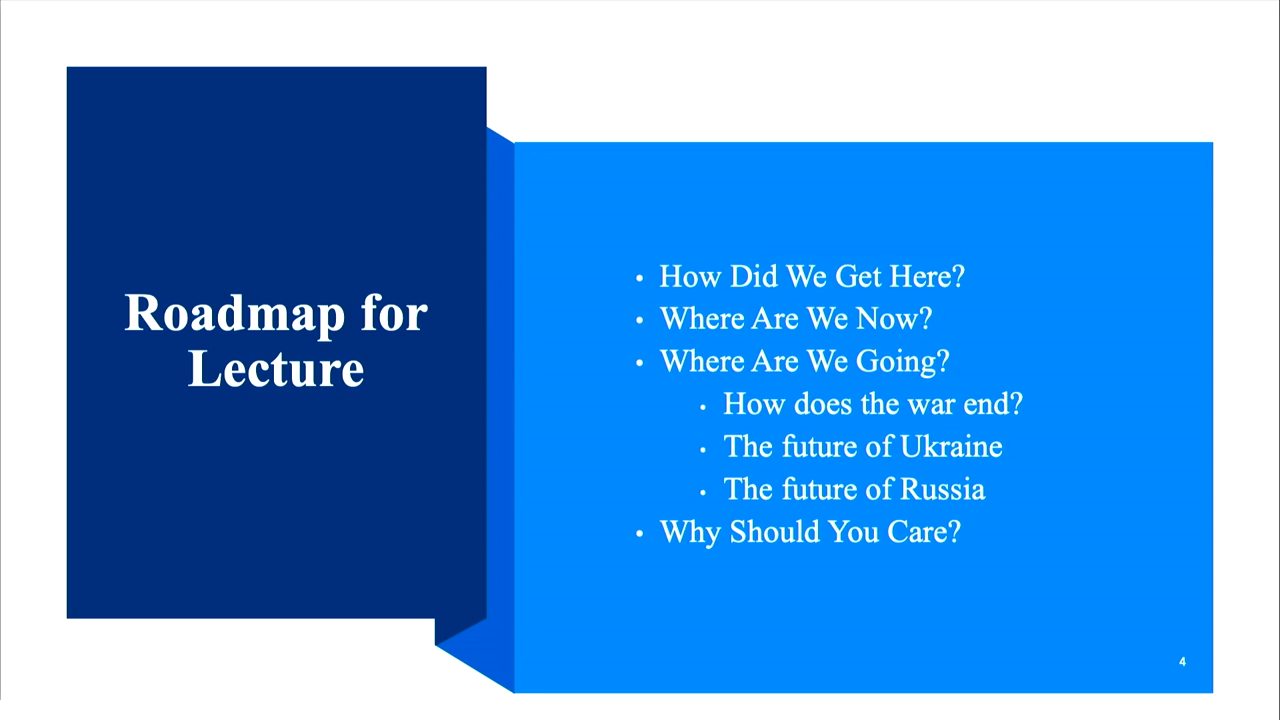 Roadmap for
Lecture
• How Did We Get Here?
• Where Are We Now?
• Where Are We Going?
• How does the war end?
• The future of Ukraine
• The future of Russia
• Why Should You Care?
4